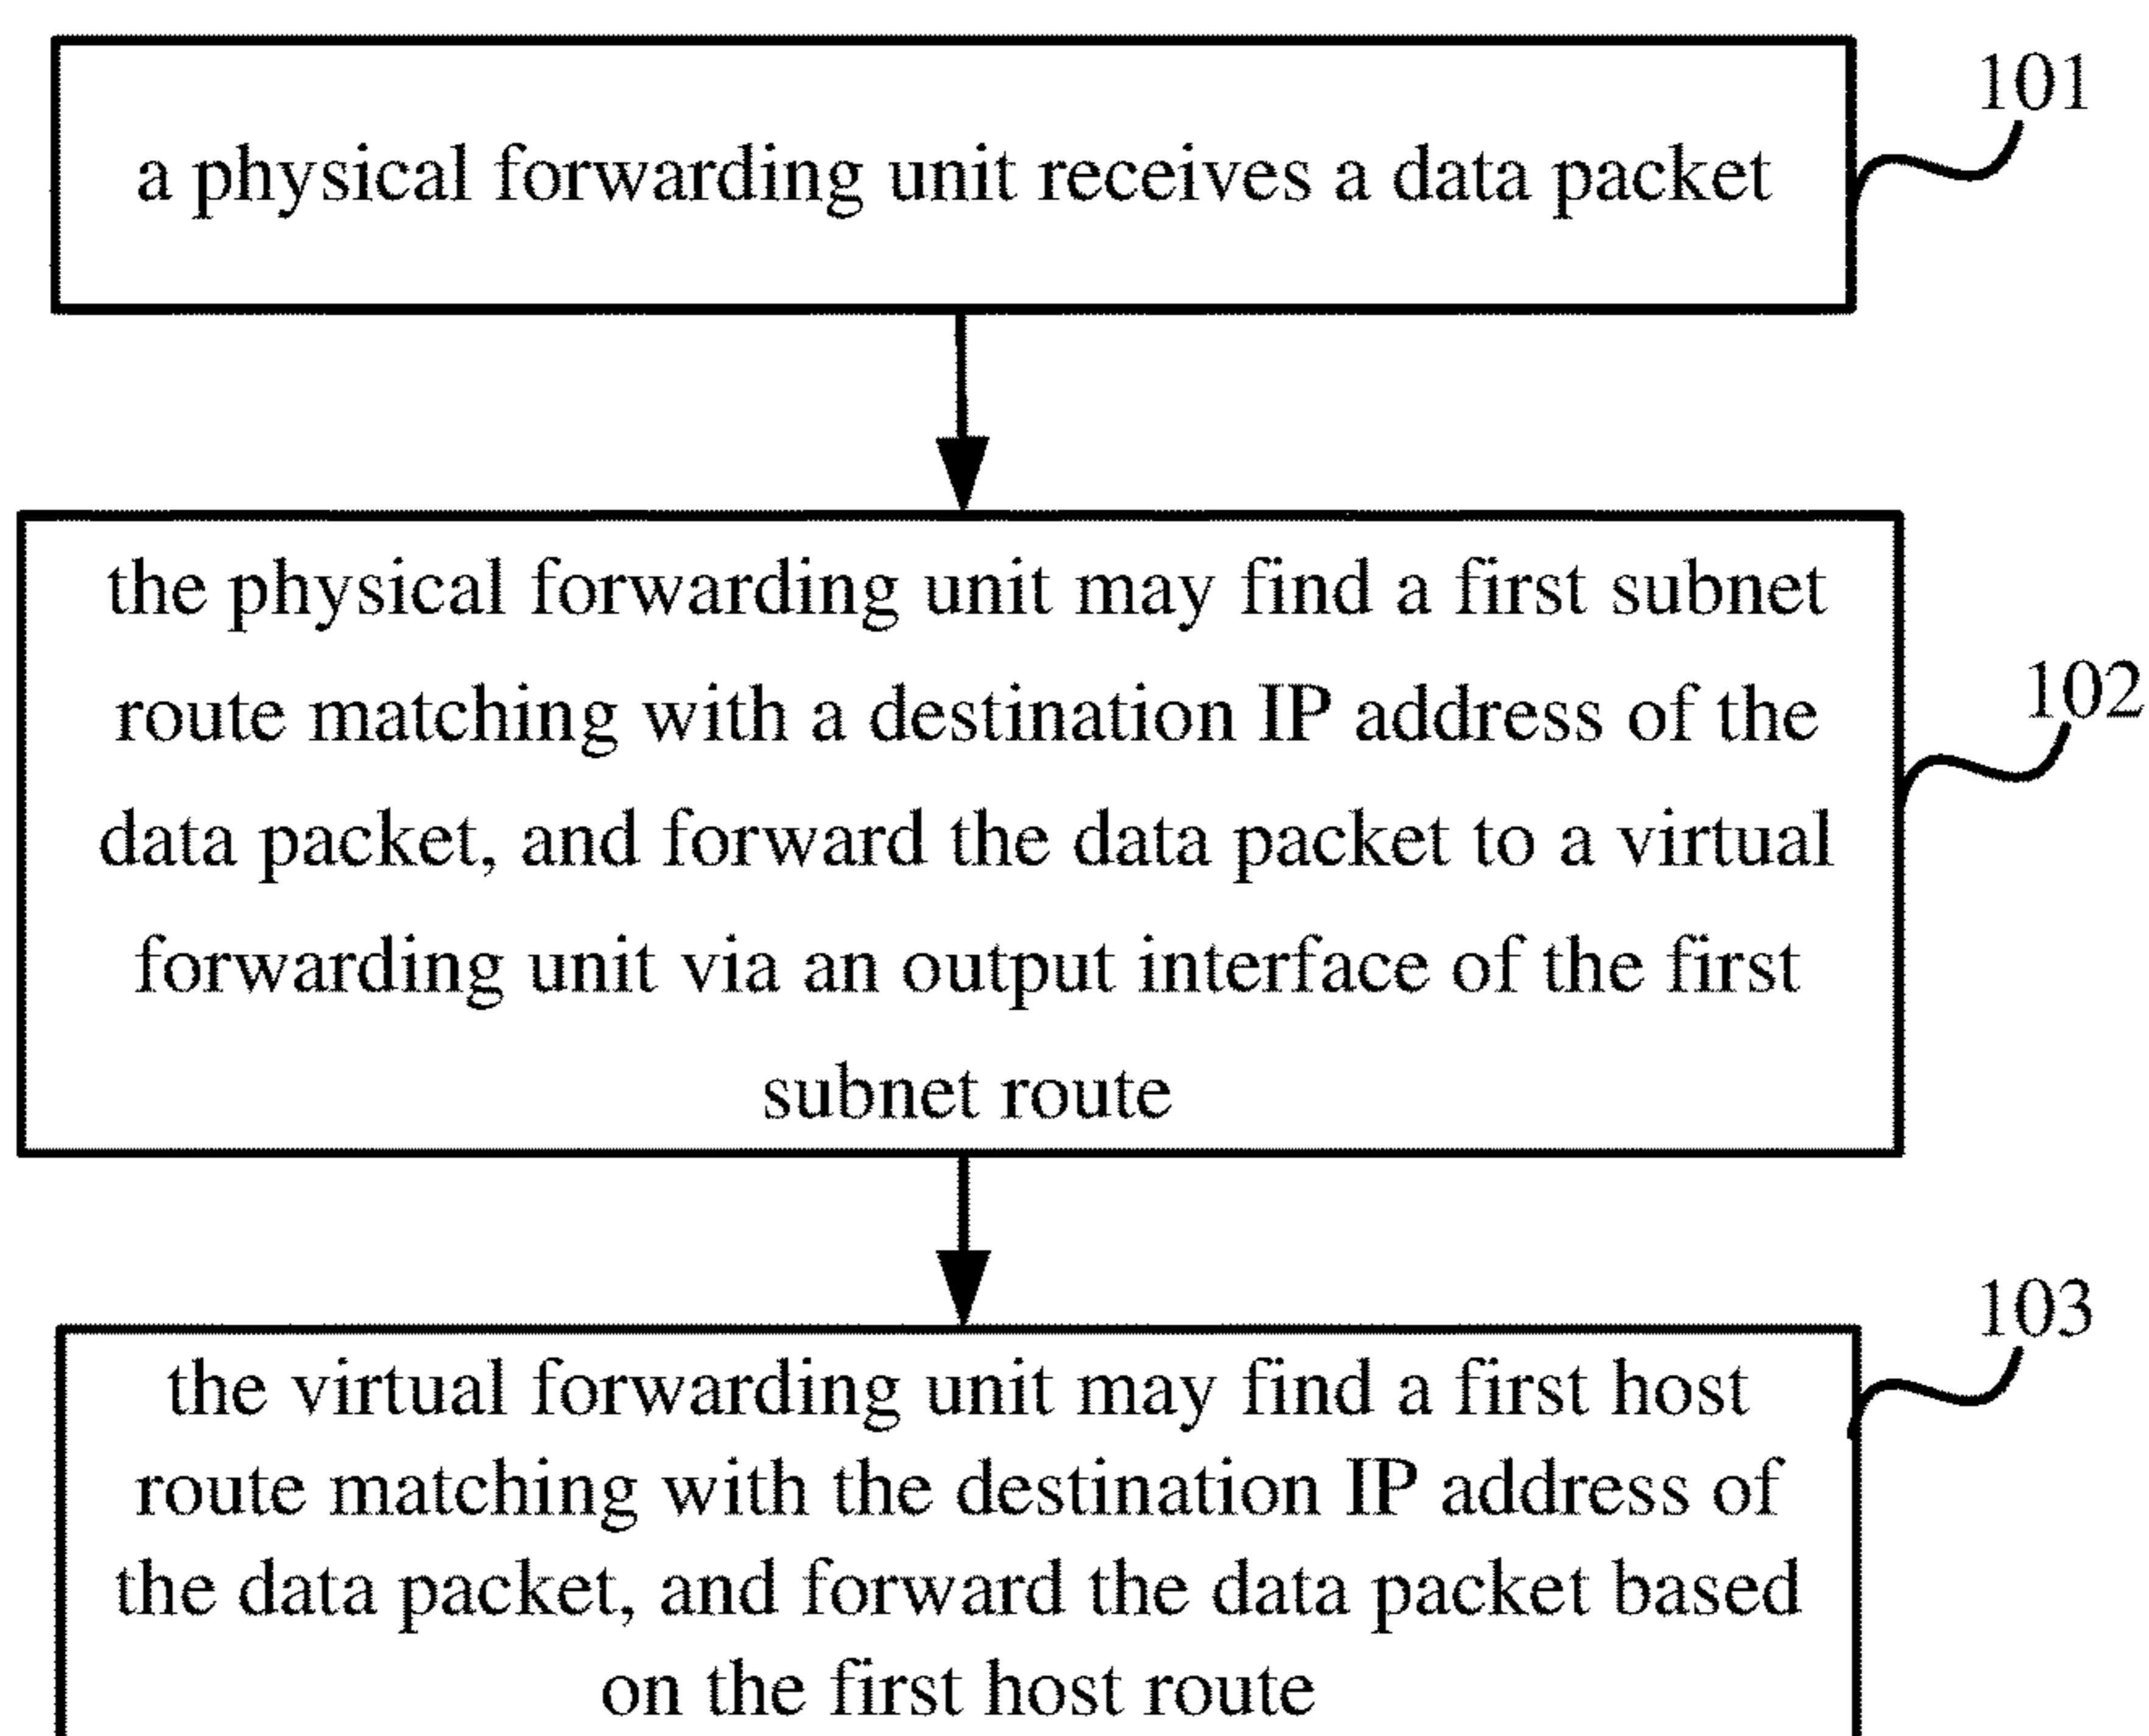 101
a physical forwarding unit receives a data packet
the physical forwarding unit may find a first subnet
route matching with a destination IP address of the
data packet, and forward the data packet to a virtual
forwarding unit via an output interface of the first
subnet route
102
103
the virtual forwarding unit may find a first host
route matching with the destination IP address of
the data packet, and forward the data packet based
on the first host route